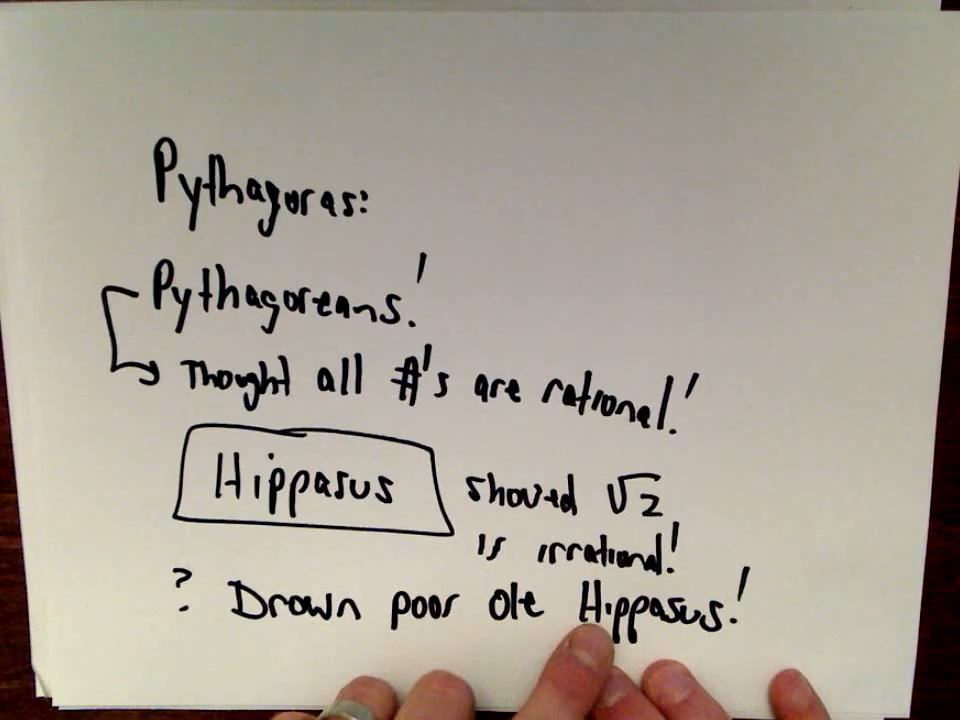 Pythagoras:
Pythagoreans!
Thought all #'s are rational!
Hippasus showed √2
is irrational!
? Drown poor ole Hippasus!